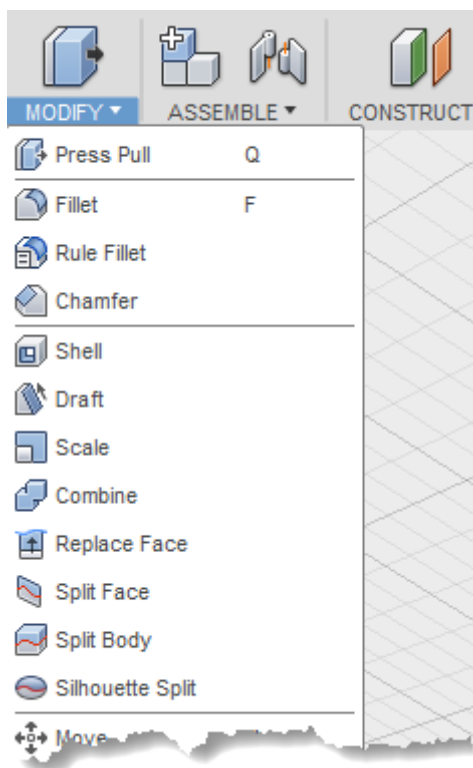 MODIFY ASSEMBLE CONSTRUCT
Press Pull Q
Fillet F
Rule Fillet
Chamfer
Shell
Draft
Scale
Combine
Replace Face
Split Face
Split Body
Silhouette Split
Move